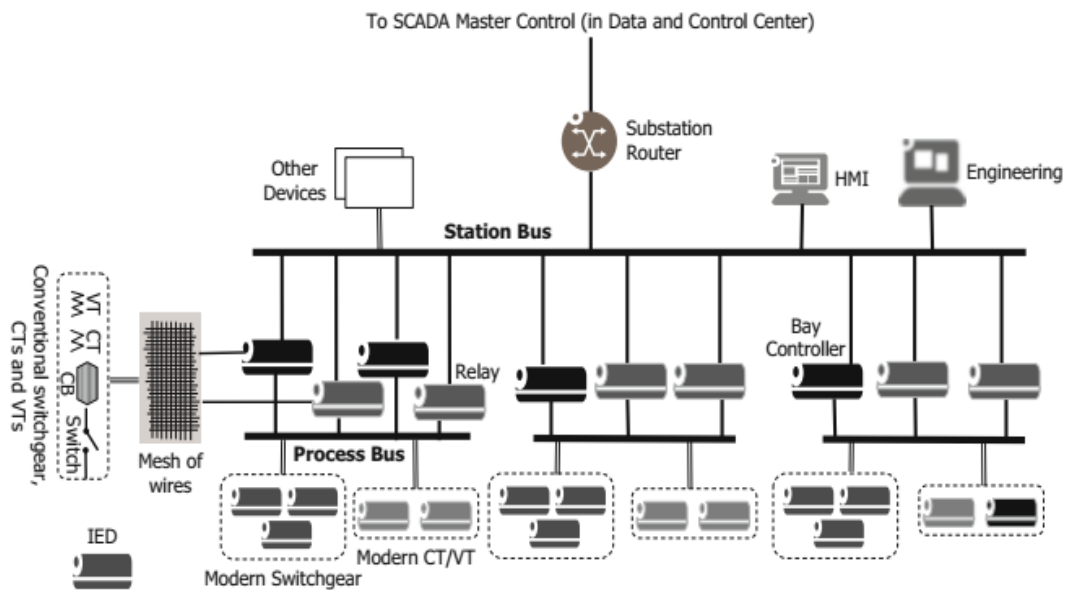 To SCADA Master Control (in Data and Control Center)
Substation
Router
Other
Devices
HMI
Engineering
Station Bus
Conventional switchgear,
CTs and VTs
VT
CT
CB
Switch
Bay
Controller
Relay
Mesh of
wires
Process Bus
IED
Modern CT/VT
Modern Switchgear